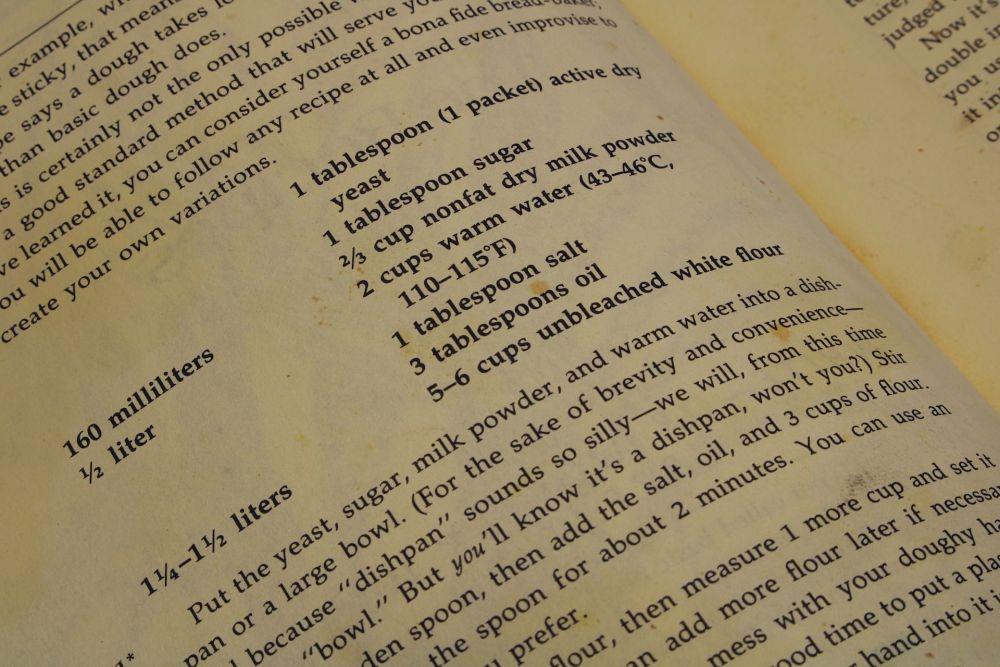 example,
sticky, that mean
says a dough takes
than basic dough does.
is certainly not the only possible
a good standard method that will serve you
ve learned it, you can consider yourself a bona fide bread-baker;
ou will be able to follow any recipe at all and even improvise to
create your own variations.
1 tablespoon (1 packet) active dry
yeast
1 tablespoon sugar
160 milliliters ⅔ cup nonfat dry milk powder
½ liter 2 cups warm water (43–46°C,
110–115°F)
1 tablespoon salt
3 tablespoons oil
1¼–1½ liters 5–6 cups unbleached white flour
Put the yeast, sugar, milk powder, and warm water into a dish-
pan or a large bowl. (For the sake of brevity and convenience—
because “dishpan” sounds so silly—we will, from this time
“bowl.” But you’ll know it’s a dishpan, won’t you?) Stir
den spoon, then add the salt, oil, and 3 cups of flour.
the spoon for about 2 minutes. You can use an
u prefer.
flour, then measure 1 more cup and set it
an add more flour later if necessa
mess with your doughy ha
ood time to put a pla
hand into it i
ture,
judged
Now it’s
double in
you us
it in